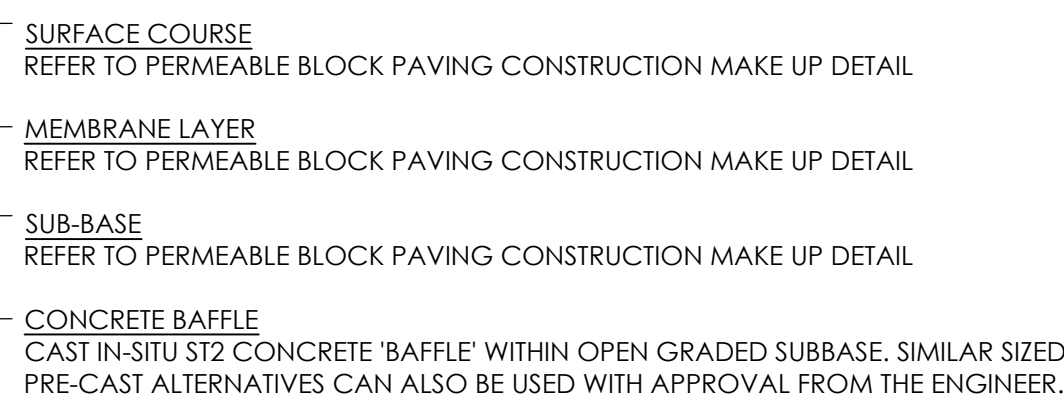 SURFACE COURSE
REFER TO PERMEABLE BLOCK PAVING CONSTRUCTION MAKE UP DETAIL
MEMBRANE LAYER
REFER TO PERMEABLE BLOCK PAVING CONSTRUCTION MAKE UP DETAIL
SUB-BASE
REFER TO PERMEABLE BLOCK PAVING CONSTRUCTION MAKE UP DETAIL
CONCRETE BAFFLE
CAST IN-SITU ST2 CONCRETE 'BAFFLE' WITHIN OPEN GRADED SUBBASE. SIMILAR SIZED
PRE-CAST ALTERNATIVES CAN ALSO BE USED WITH APPROVAL FROM THE ENGINEER.